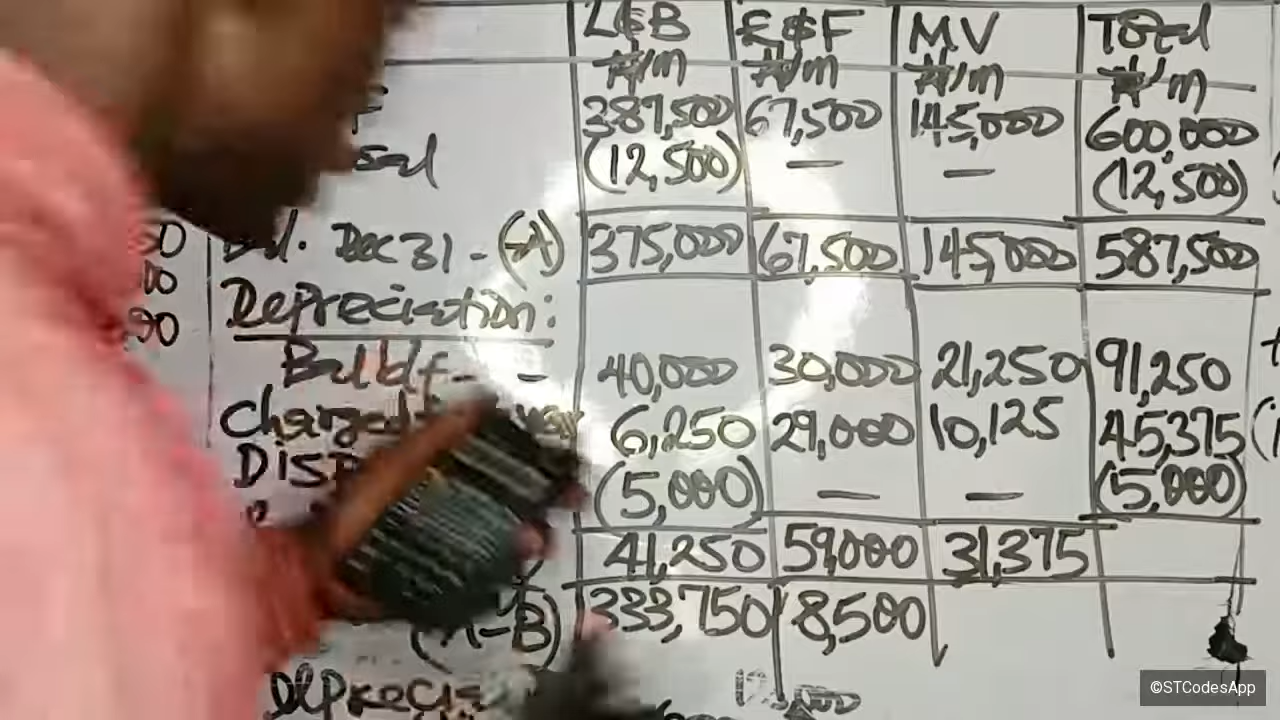 L&B F&F MV Total
₦/m ₦/m ₦/m ₦/m
387,500 67,500 145,000 600,000
(12,500) — — (12,500)
Bal. Dec 31 - (A) 375,000 67,500 145,000 587,500
Depreciation:
Bal b/f - - 40,000 30,000 21,250 91,250
Charged 6,250 29,000 10,125 45,375
(5,000) — — (5,000)
41,250 59,000 31,375
(A-B) 333,750 8,500
©STCodesApp